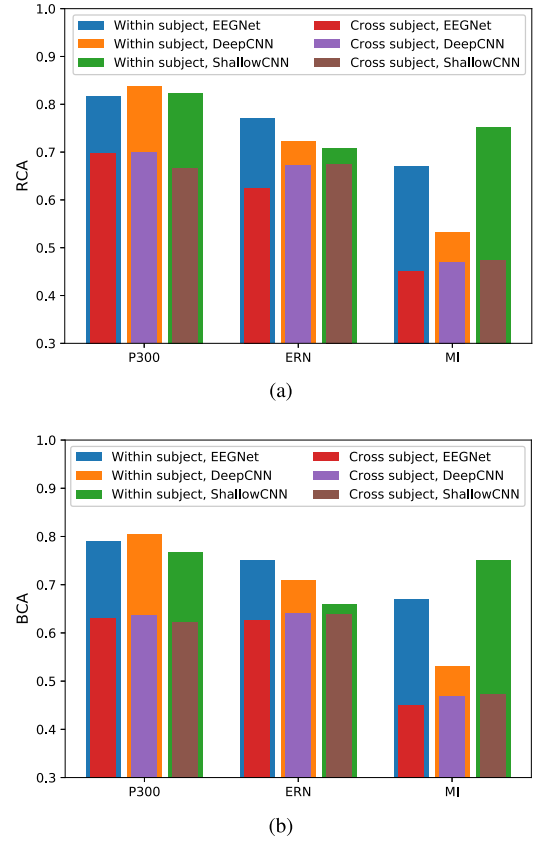 1.0
0.9
0.8
0.7
0.6
0.5
0.4
0.3
RCA
Within subject, EEGNet
Within subject, DeepCNN
Within subject, ShallowCNN
Cross subject, EEGNet
Cross subject, DeepCNN
Cross subject, ShallowCNN
P300 ERN MI
(a)
1.0
0.9
0.8
0.7
0.6
0.5
0.4
0.3
BCA
Within subject, EEGNet
Within subject, DeepCNN
Within subject, ShallowCNN
Cross subject, EEGNet
Cross subject, DeepCNN
Cross subject, ShallowCNN
P300 ERN MI
(b)